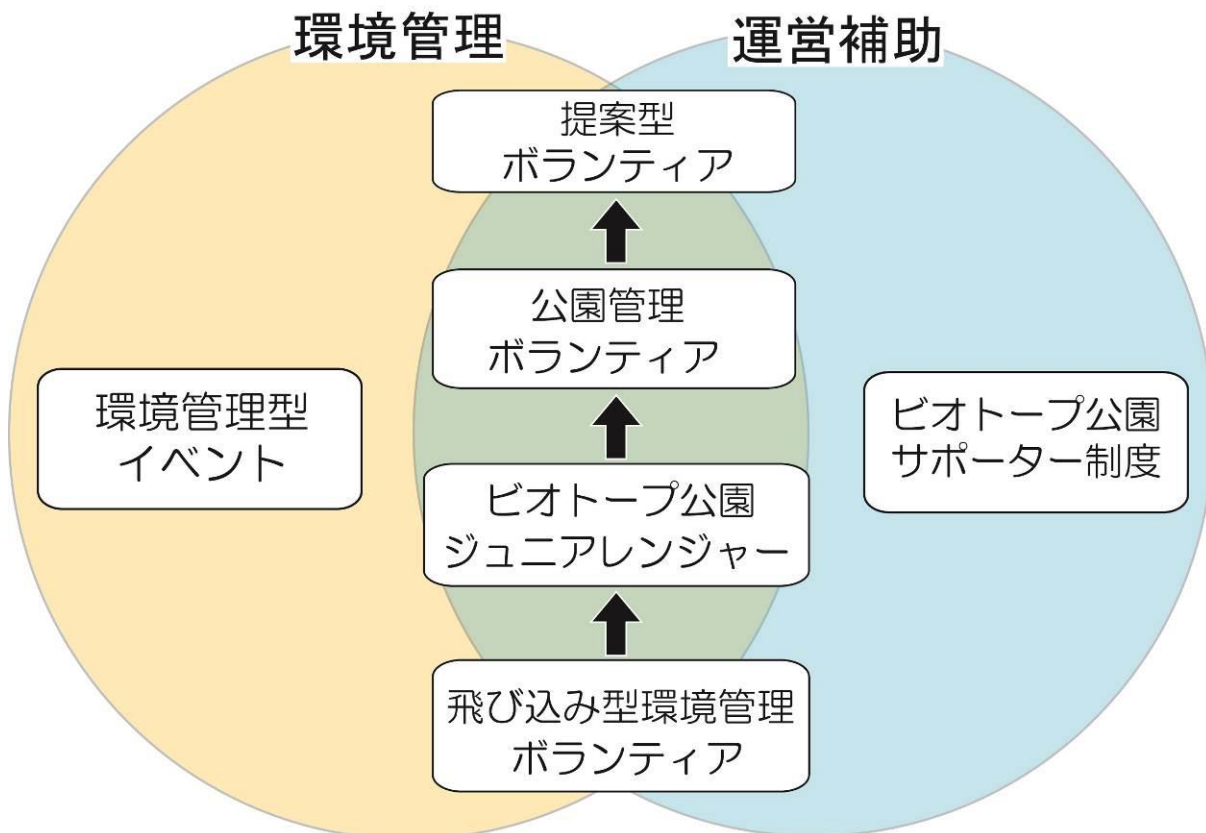 環境管理
運営補助
提案型
ボランティア
公園管理
ボランティア
環境管理型
イベント
ビオトープ公園
サポーター制度
ビオトープ公園
ジュニアレンジャー
飛び込み型環境管理
ボランティア